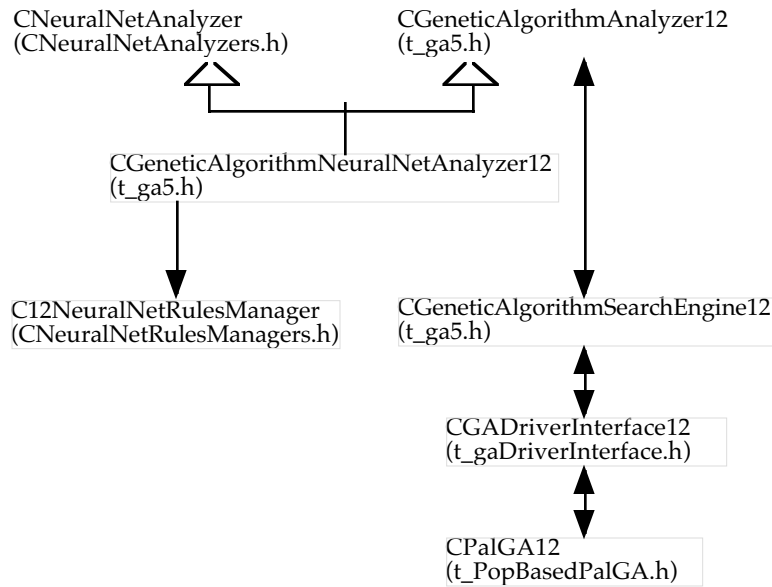 CNeuralNetAnalyzer
(CNeuralNetAnalyzers.h)
CGeneticAlgorithmAnalyzer12
(t_ga5.h)
CGeneticAlgorithmNeuralNetAnalyzer12
(t_ga5.h)
C12NeuralNetRulesManager
(CNeuralNetRulesManagers.h)
CGeneticAlgorithmSearchEngine12
(t_ga5.h)
CGADriverInterface12
(t_gaDriverInterface.h)
CPalGA12
(t_PopBasedPalGA.h)